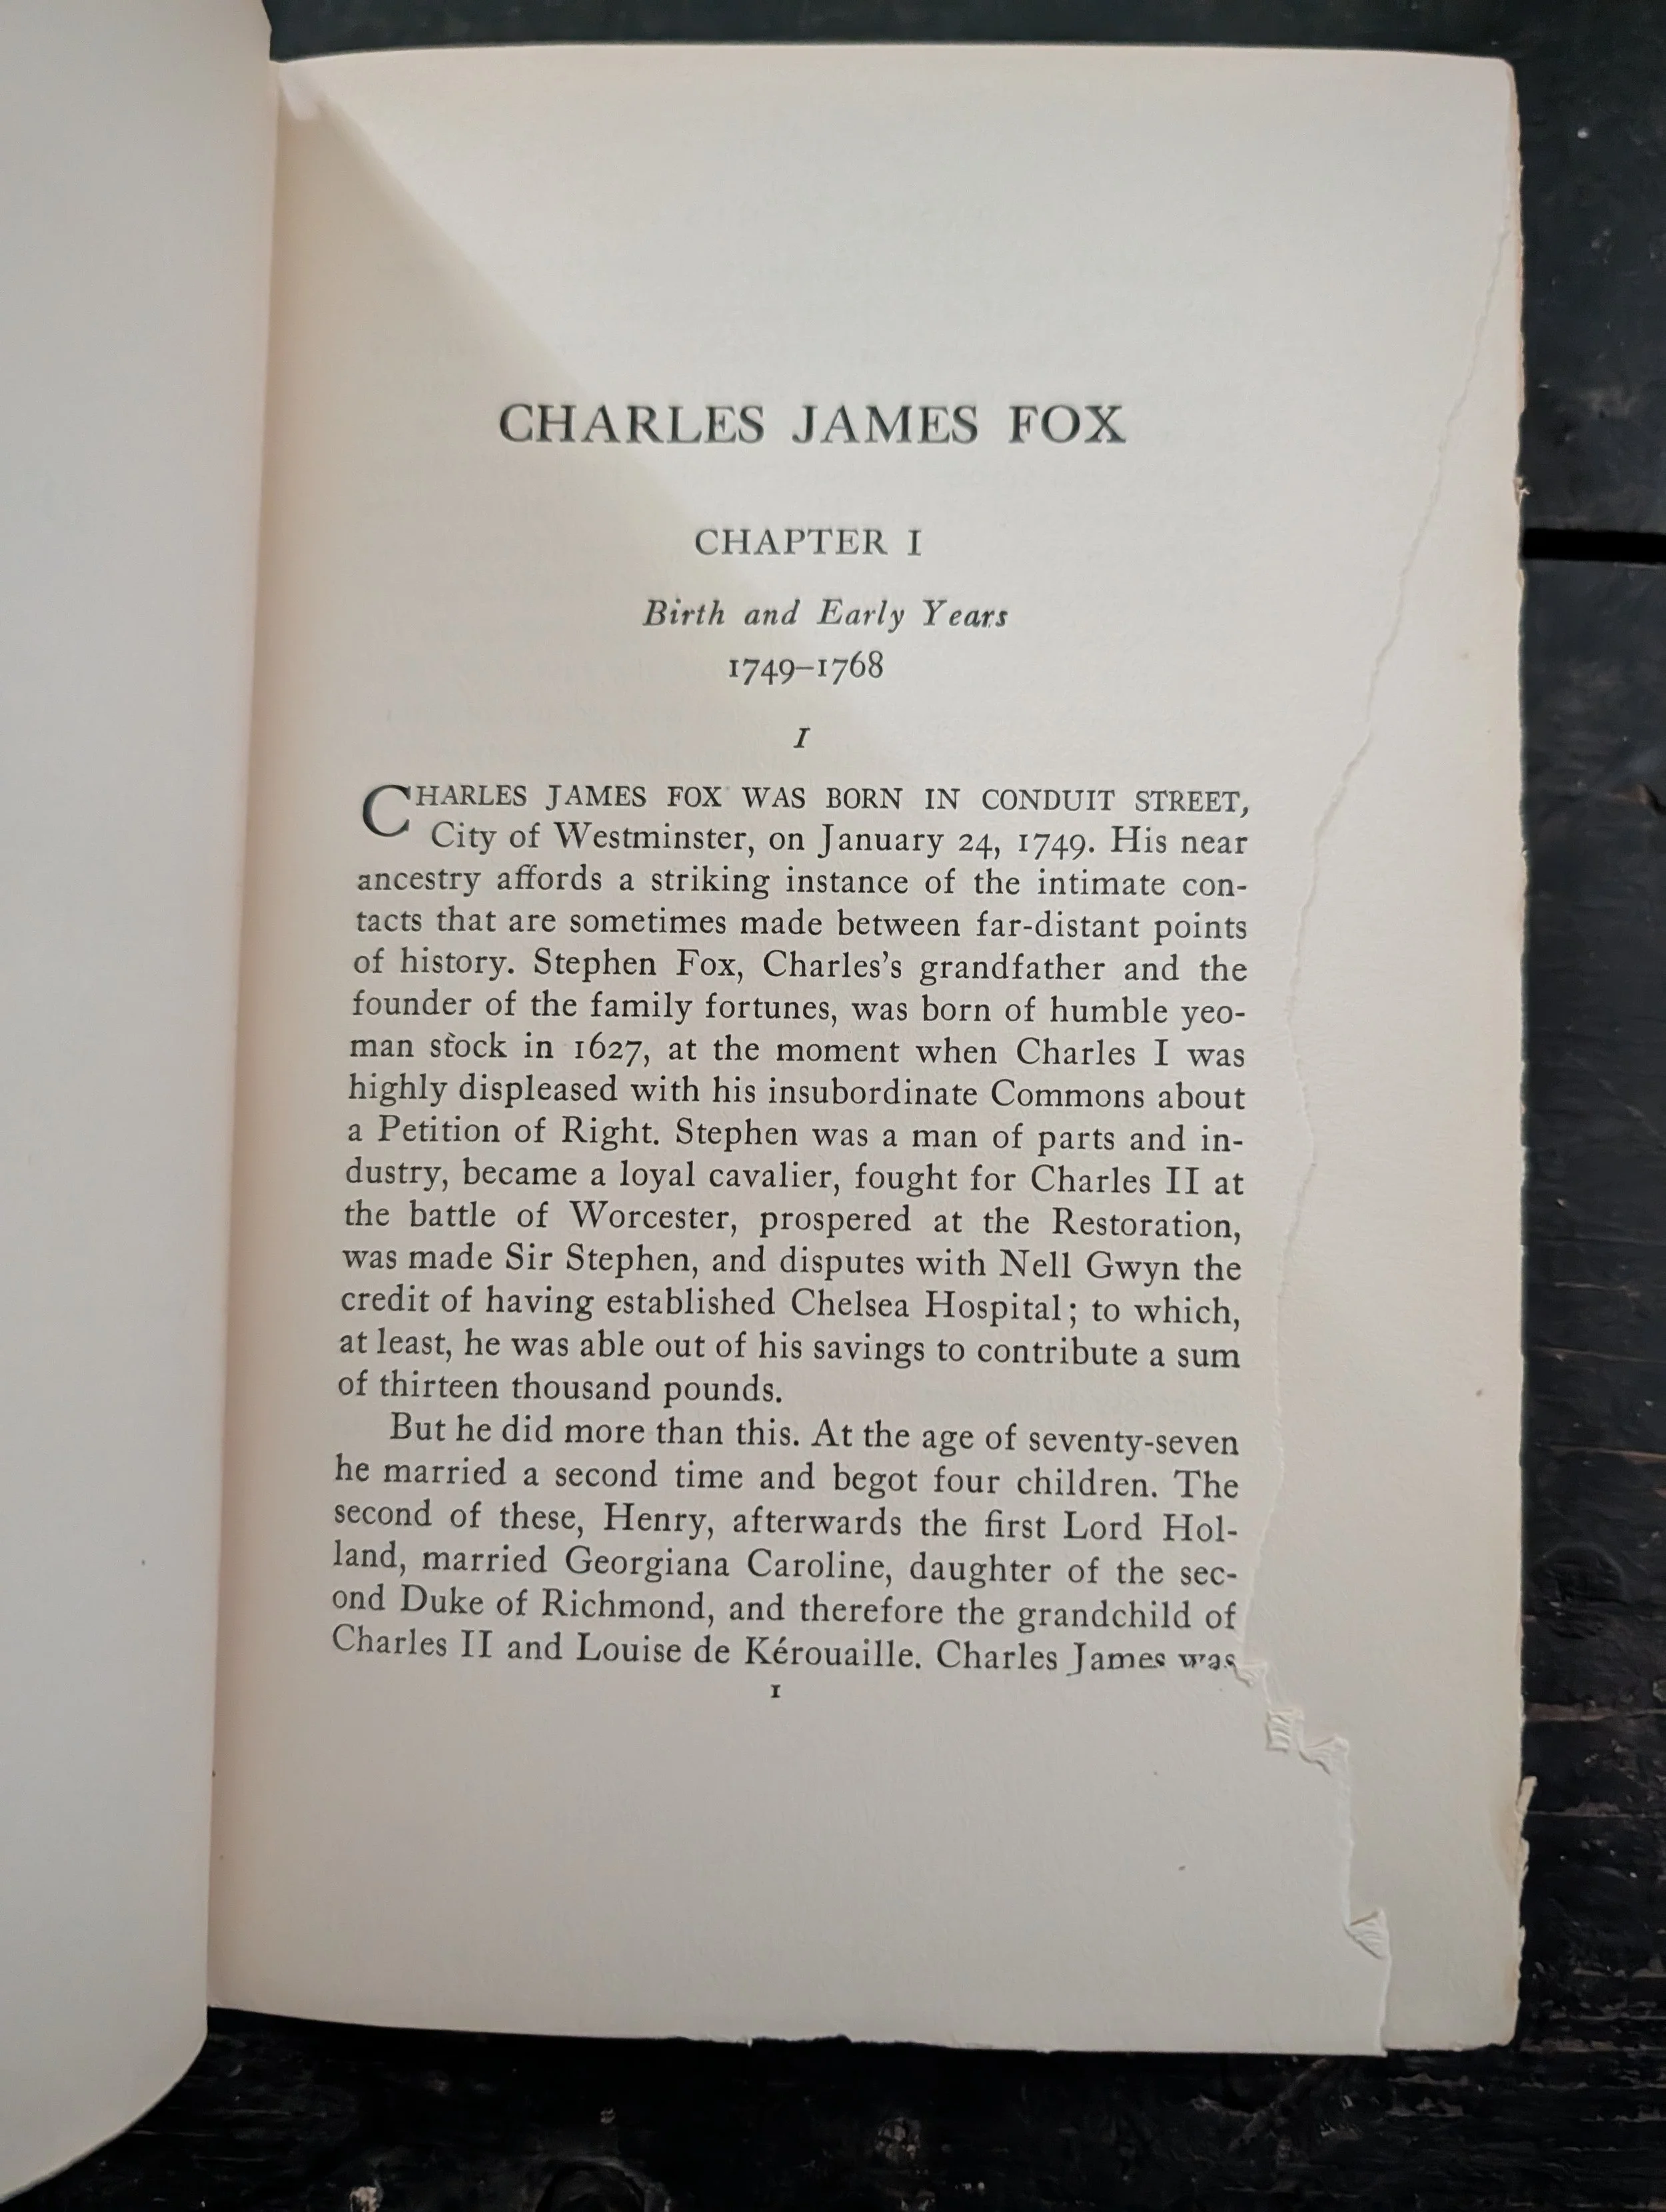 CHARLES JAMES FOX
CHAPTER I
Birth and Early Years
1749–1768
I
CHARLES JAMES FOX WAS BORN IN CONDUIT STREET,
City of Westminster, on January 24, 1749. His near
ancestry affords a striking instance of the intimate con-
tacts that are sometimes made between far-distant points
of history. Stephen Fox, Charles's grandfather and the
founder of the family fortunes, was born of humble yeo-
man stock in 1627, at the moment when Charles I was
highly displeased with his insubordinate Commons about
a Petition of Right. Stephen was a man of parts and in-
dustry, became a loyal cavalier, fought for Charles II at
the battle of Worcester, prospered at the Restoration,
was made Sir Stephen, and disputes with Nell Gwyn the
credit of having established Chelsea Hospital; to which,
at least, he was able out of his savings to contribute a sum
of thirteen thousand pounds.
But he did more than this. At the age of seventy-seven
he married a second time and begot four children. The
second of these, Henry, afterwards the first Lord Hol-
land, married Georgiana Caroline, daughter of the sec-
ond Duke of Richmond, and therefore the grandchild of
Charles II and Louise de Kérouaille. Charles James was
1